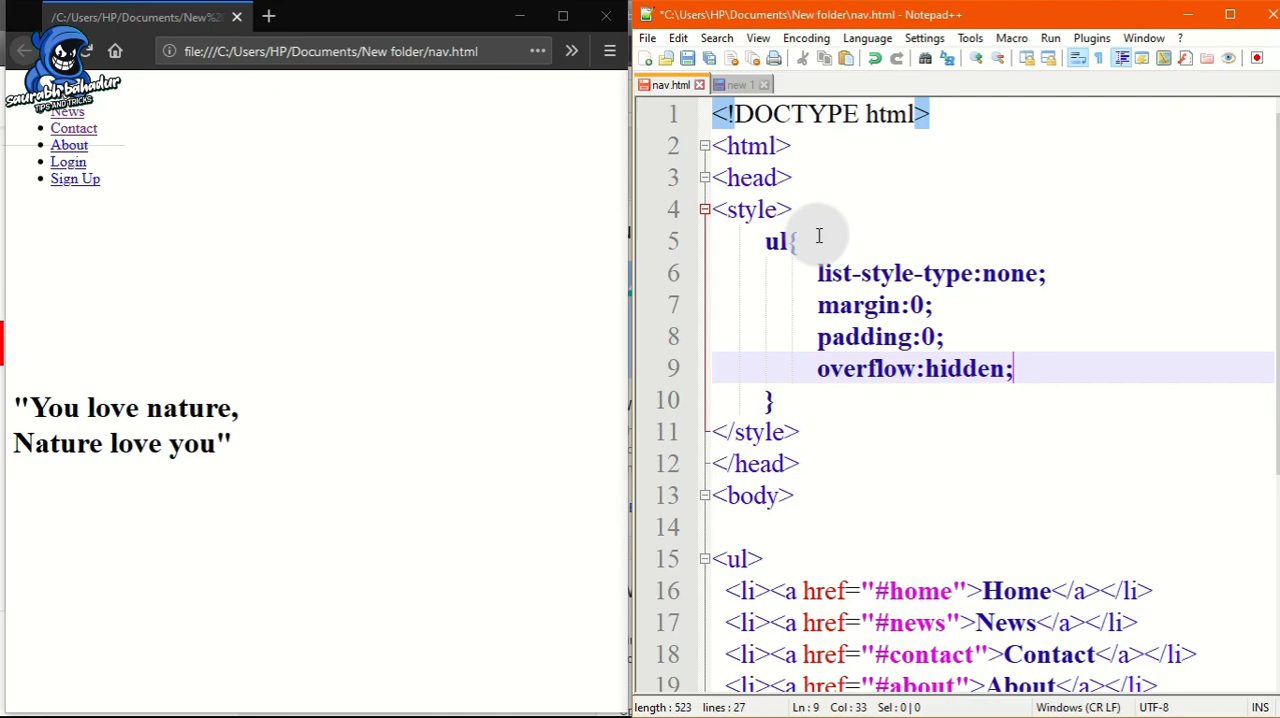 /C:/Users/HP/Documents/New%2
file:///C:/Users/HP/Documents/New folder/nav.html
saurabh bahadur
TIPS AND TRICKS
News
Contact
About
Login
Sign Up
"You love nature,
Nature love you"
*C:\Users\HP\Documents\New folder\nav.html - Notepad++
File Edit Search View Encoding Language Settings Tools Macro Run Plugins Window ?
nav.html new 1
1 <!DOCTYPE html>
2 <html>
3 <head>
4 <style>
5 ul{
6 list-style-type:none;
7 margin:0;
8 padding:0;
9 overflow:hidden;
10 }
11 </style>
12 </head>
13 <body>
14
15 <ul>
16 <li><a href="#home">Home</a></li>
17 <li><a href="#news">News</a></li>
18 <li><a href="#contact">Contact</a></li>
19 <li><a href="#about">About</a></li>
length : 523 lines : 27 Ln : 9 Col : 33 Sel : 0 | 0 Windows (CR LF) UTF-8 INS